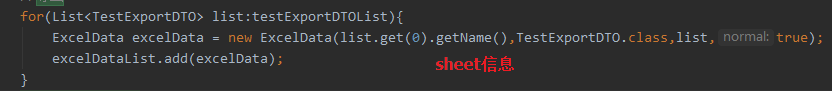 for(List<TestExportDTO> list:testExportDTOList){
ExcelData excelData = new ExcelData(list.get(0).getName(),TestExportDTO.class,list, normal: true);
excelDataList.add(excelData);
sheet信息
}